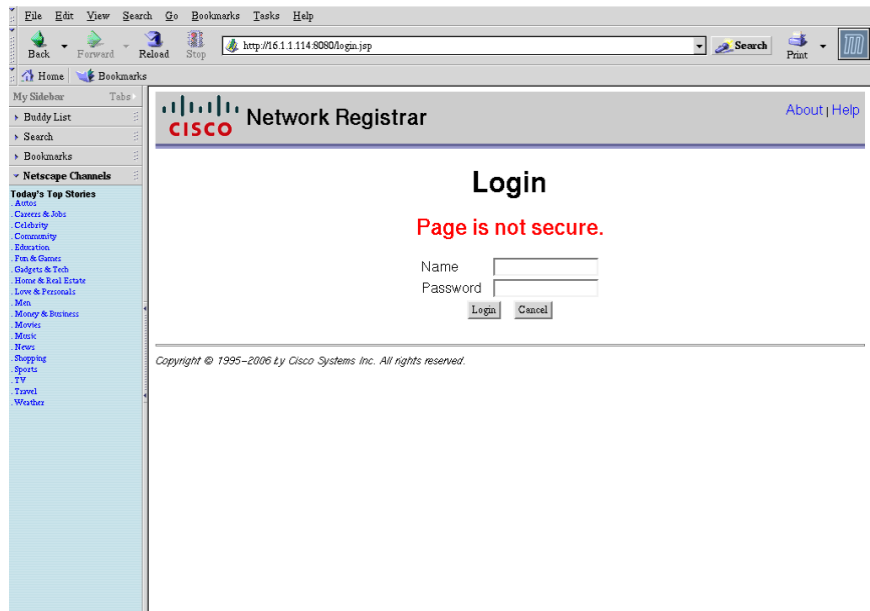 File Edit View Search Go Bookmarks Tasks Help
Back Forward Reload Stop http://16.1.1.114:8080/login.jsp Search Print
Home Bookmarks
My Sidebar Tabs
Buddy List
Search
Bookmarks
Netscape Channels
Today's Top Stories
. Autos
. Careers & Jobs
. Celebrity
. Community
. Education
. Fun & Games
. Gadgets & Tech
. Home & Real Estate
. Love & Personals
. Men
. Money & Business
. Movies
. Music
. News
. Shopping
. Sports
. TV
. Travel
. Weather
CISCO Network Registrar
About | Help
Login
Page is not secure.
Name
Password
Login Cancel
Copyright © 1995-2006 by Cisco Systems Inc. All rights reserved.